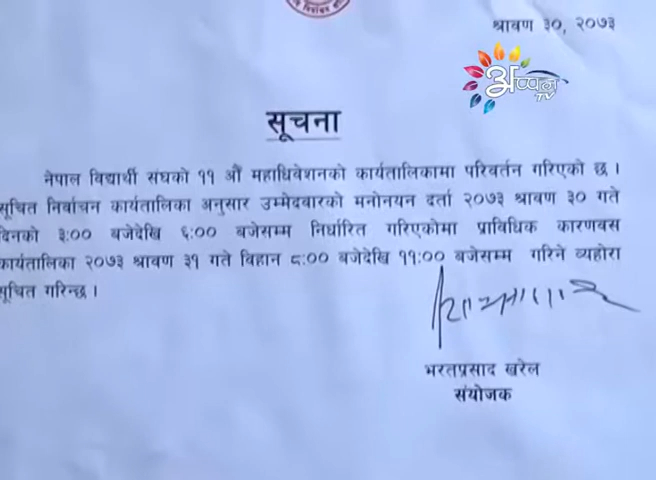 श्रावण ३०, २०७३
अप्पन
TV
सूचना
नेपाल विद्यार्थी संघको ११ औं महाधिवेशनको कार्यतालिकामा परिवर्तन गरिएको छ ।
सूचित निर्वाचन कार्यतालिका अनुसार उम्मेदवारको मनोनयन दर्ता २०७३ श्रावण ३० गते
दिनको ३:०० बजेदेखि ६:०० बजेसम्म निर्धारित गरिएकोमा प्राविधिक कारणवस
कार्यतालिका २०७३ श्रावण ३१ गते विहान ८:०० बजेदेखि ११:०० बजेसम्म गरिने व्यहोरा
सूचित गरिन्छ ।
भरतप्रसाद खरेल
संयोजक